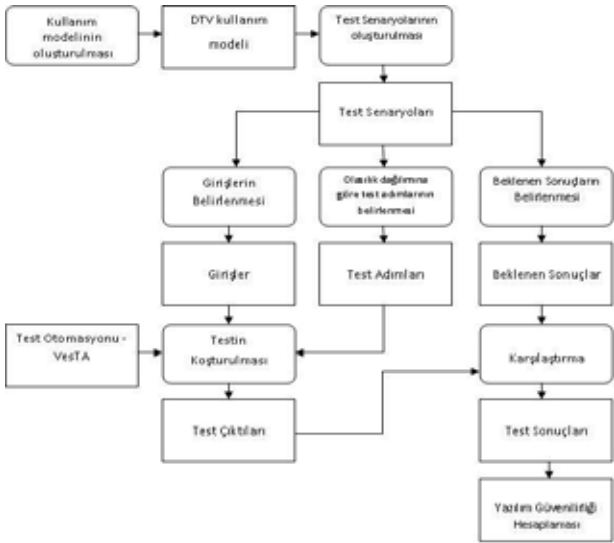 Kullanım
modelinin
oluşturulması
DTV kullanım
modeli
Test Senaryolarının
oluşturulması
Test Senaryoları
Girişlerin
Belirlenmesi
Olasılık dağılımına
göre test adımlarının
belirlenmesi
Beklenen Sonuçların
Belirlenmesi
Girişler
Test Adımları
Beklenen Sonuçlar
Test Otomasyonu -
VesTA
Testin
Koşturulması
Karşılaştırma
Test Çıktıları
Test Sonuçları
Yazılım Güvenilirliği
Hesaplaması